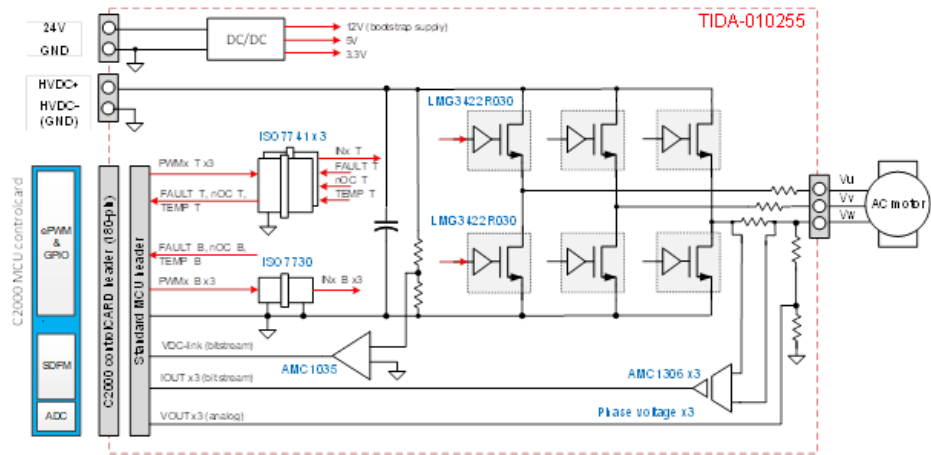 TIDA-010255
24V
GND
DC/DC
12V (bootstrap supply)
5V
3.3V
HVDC+
HVDC-
(GND)
LMG3422R030
ISO7741 x 3
PWMx_T x3
INx_T
FAULT_T
nOC_T
TEMP_T
FAULT_T, nOC_T,
TEMP_T
C2000 MCU controlcard
ePWM
&
GPIO
SDFM
ADC
C2000 controlCARD header (180-pin)
Standard MCU header
FAULT_B, nOC_B,
TEMP_B
ISO7730
PWMx_B x3
INx_B x3
LMG3422R030
Vu
Vv
Vw
AC motor
VDC-link (bitstream)
AMC1035
IOUT x3 (bitstream)
AMC1306 x3
VOUT x3 (analog)
Phase voltage x3